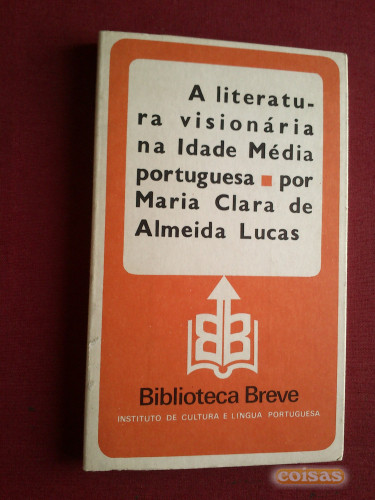 A literatu-
ra visionária
na Idade Média
portuguesa ▪ por
Maria Clara de
Almeida Lucas
BB
Biblioteca Breve
INSTITUTO DE CULTURA E LÍNGUA PORTUGUESA
coisas